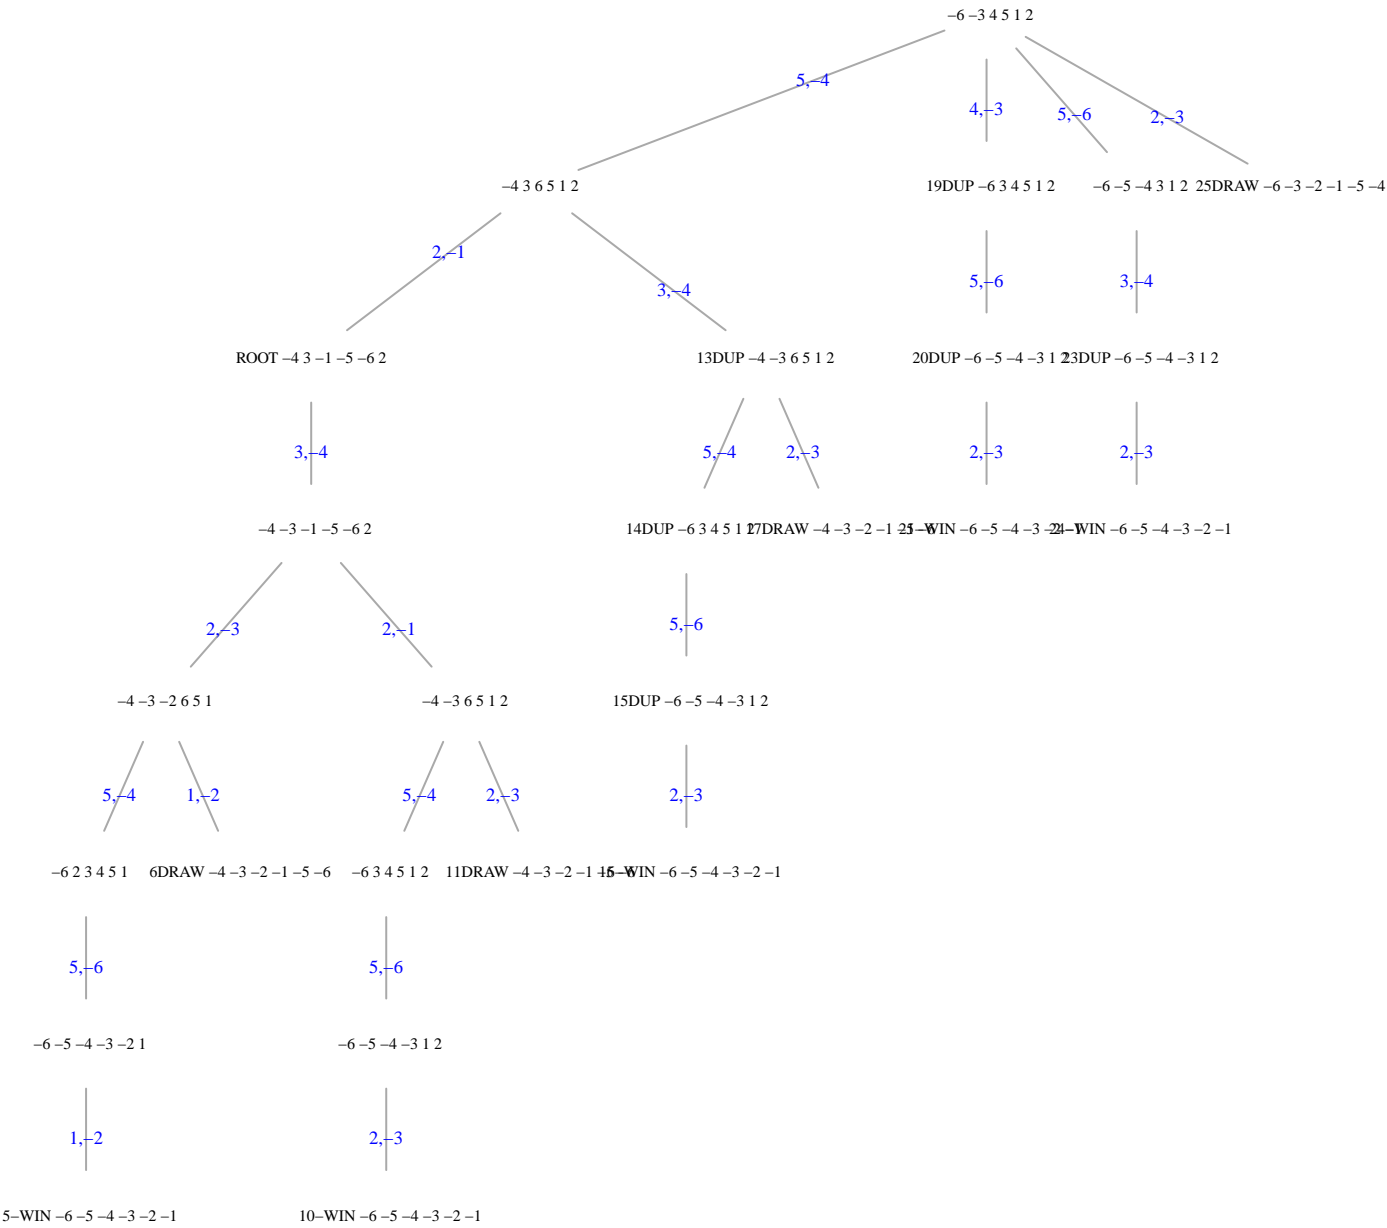 –6 –3 4 5 1 2
5,–4
4,–3
5,–6
2,–3
–4 3 6 5 1 2
19DUP –6 3 4 5 1 2
–6 –5 –4 3 1 2
25DRAW –6 –3 –2 –1 –5 –4
2,–1
3,–4
5,–6
3,–4
ROOT –4 3 –1 –5 –6 2
13DUP –4 –3 6 5 1 2
20DUP –6 –5 –4 –3 1 2
23DUP –6 –5 –4 –3 1 2
3,–4
5,–4
2,–3
2,–3
2,–3
–4 –3 –1 –5 –6 2
14DUP –6 3 4 5 1 2
17DRAW –4 –3 –2 –1 –5 –6
21–WIN –6 –5 –4 –3 –2 –1
24–WIN –6 –5 –4 –3 –2 –1
2,–3
2,–1
5,–6
–4 –3 –2 6 5 1
–4 –3 6 5 1 2
15DUP –6 –5 –4 –3 1 2
5,–4
1,–2
5,–4
2,–3
2,–3
–6 2 3 4 5 1
6DRAW –4 –3 –2 –1 –5 –6
–6 3 4 5 1 2
11DRAW –4 –3 –2 –1 –5 –6
16–WIN –6 –5 –4 –3 –2 –1
5,–6
5,–6
–6 –5 –4 –3 –2 1
–6 –5 –4 –3 1 2
1,–2
2,–3
5–WIN –6 –5 –4 –3 –2 –1
10–WIN –6 –5 –4 –3 –2 –1